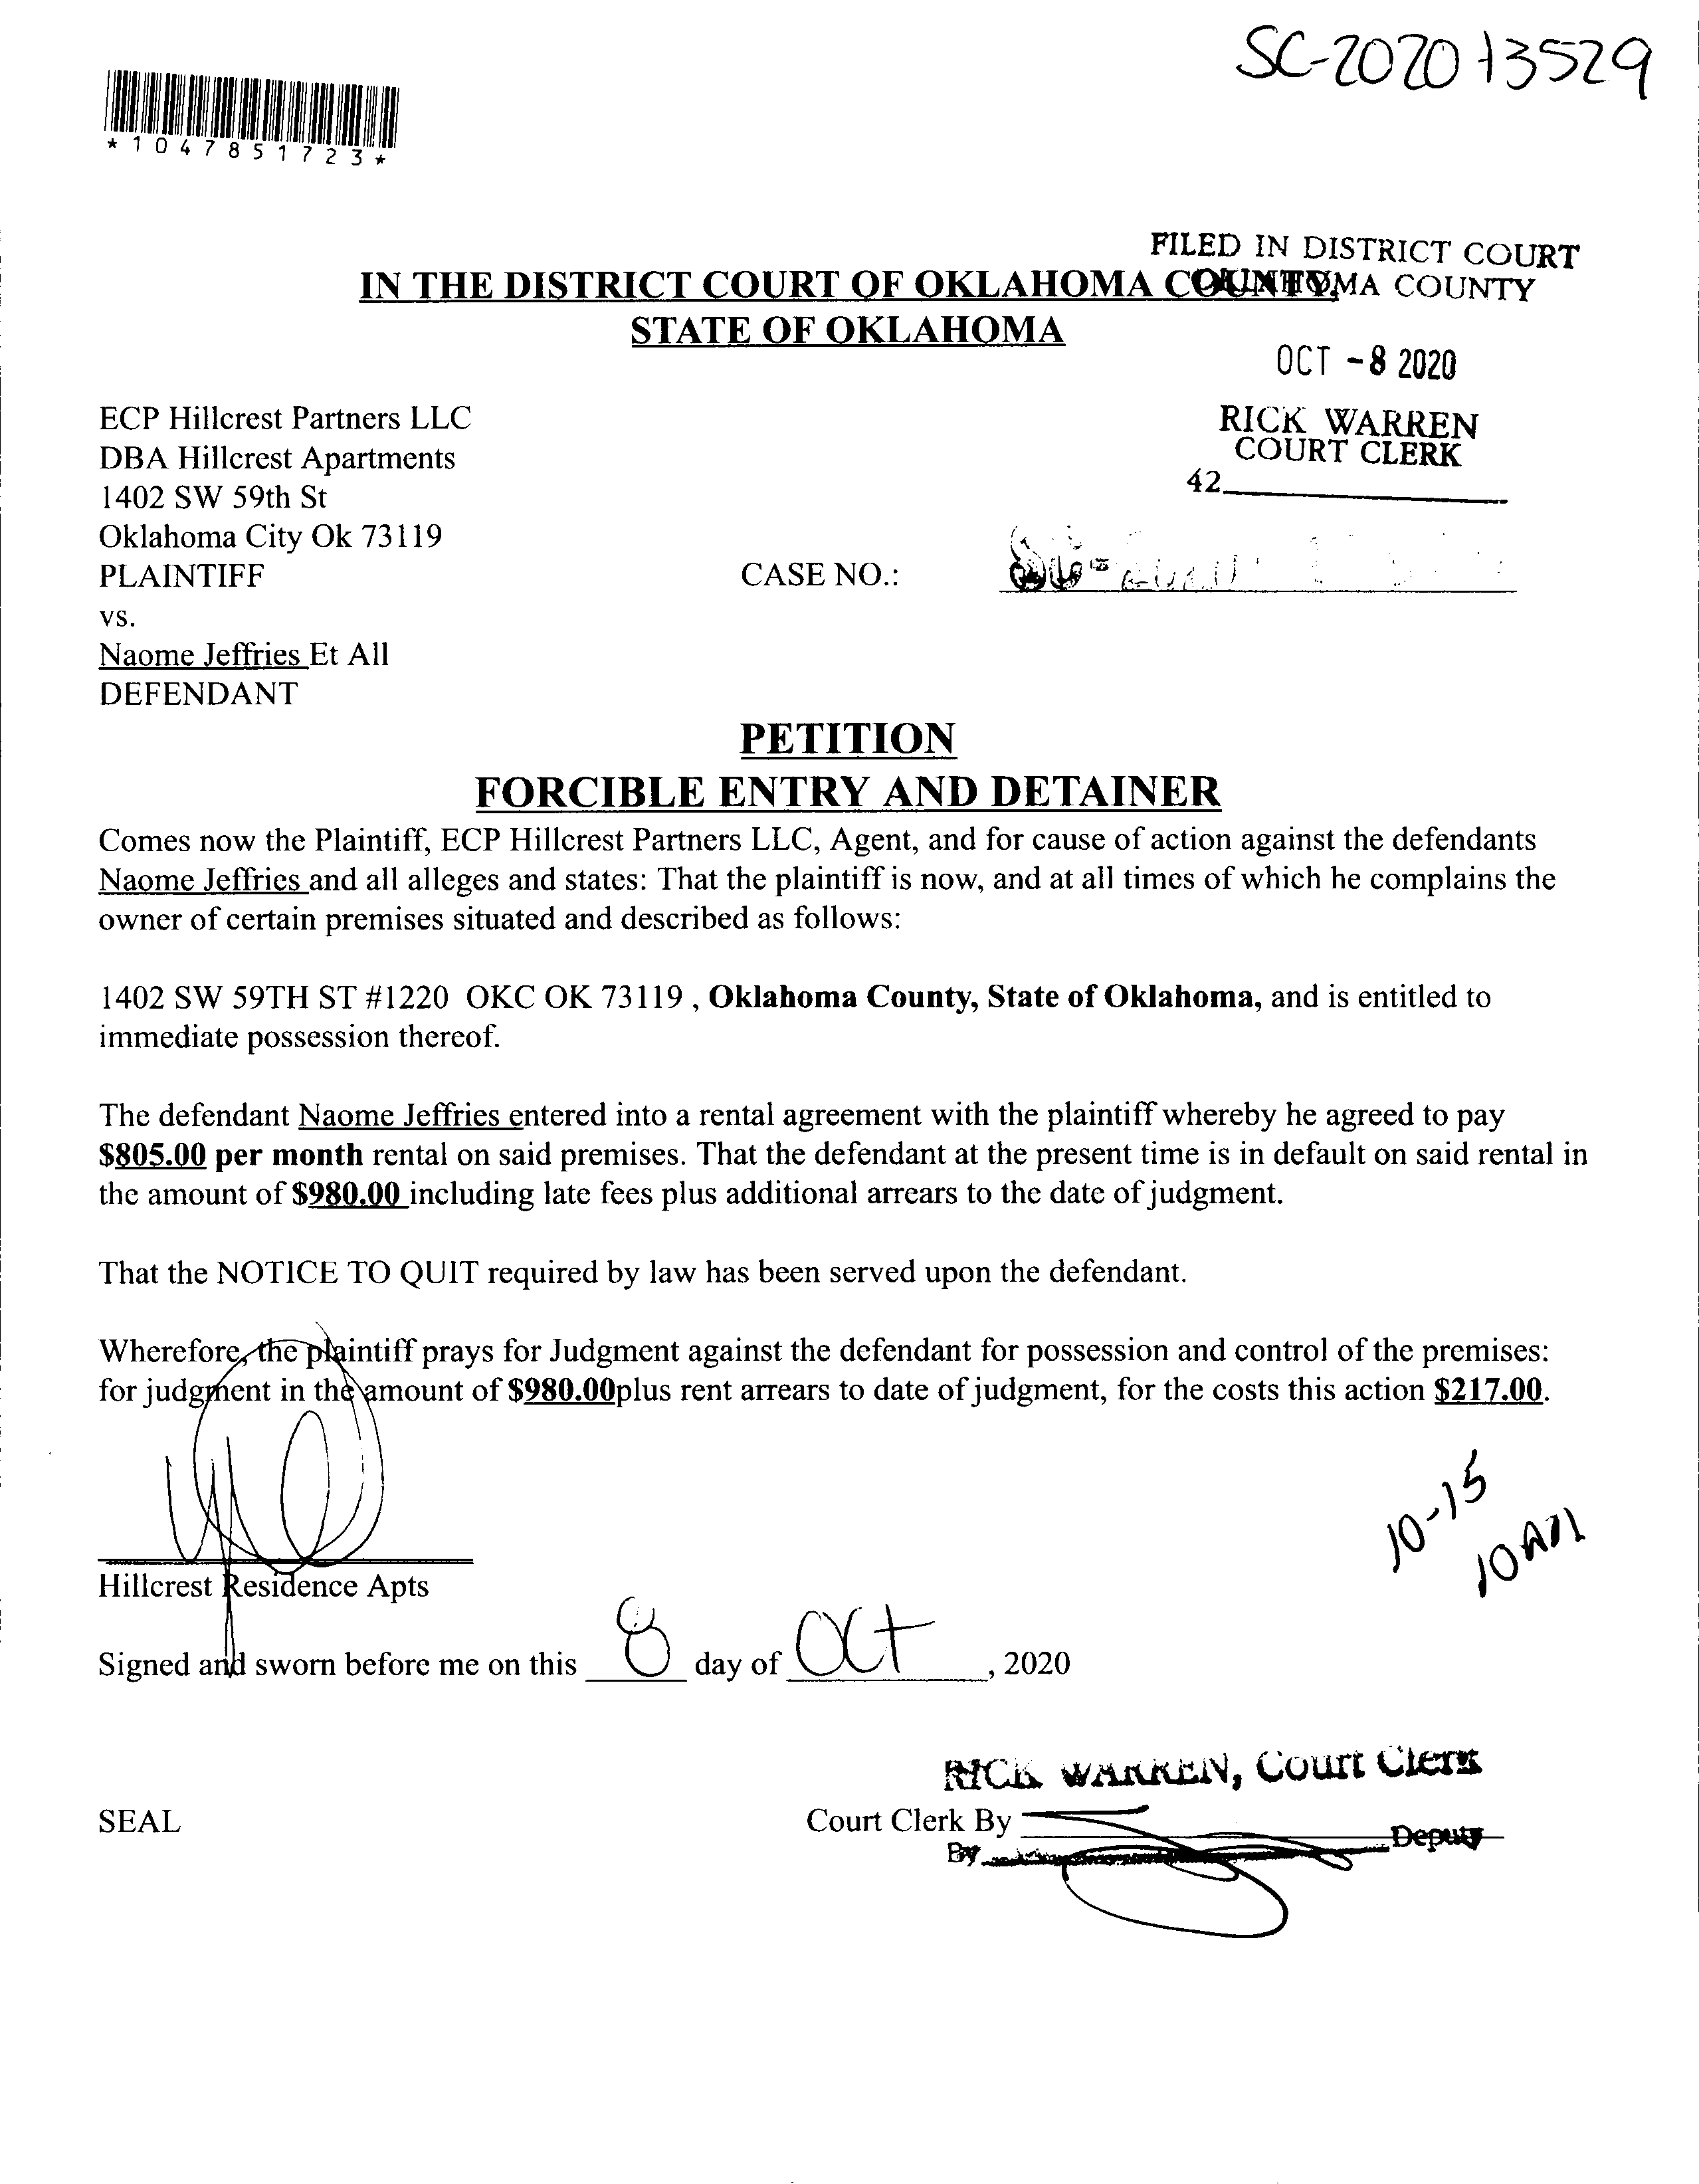 SC-2020 13529
*1047851723*
FILED IN DISTRICT COURT
OKLAHOMA COUNTY
IN THE DISTRICT COURT OF OKLAHOMA COUNTY,
STATE OF OKLAHOMA
OCT -8 2020
RICK WARREN
COURT CLERK
42
ECP Hillcrest Partners LLC
DBA Hillcrest Apartments
1402 SW 59th St
Oklahoma City Ok 73119
PLAINTIFF
CASE NO.:
vs.
Naome Jeffries Et All
DEFENDANT
PETITION
FORCIBLE ENTRY AND DETAINER
Comes now the Plaintiff, ECP Hillcrest Partners LLC, Agent, and for cause of action against the defendants
Naome Jeffries and all alleges and states: That the plaintiff is now, and at all times of which he complains the
owner of certain premises situated and described as follows:
1402 SW 59TH ST #1220 OKC OK 73119 , Oklahoma County, State of Oklahoma, and is entitled to
immediate possession thereof.
The defendant Naome Jeffries entered into a rental agreement with the plaintiff whereby he agreed to pay
$805.00 per month rental on said premises. That the defendant at the present time is in default on said rental in
the amount of $980.00 including late fees plus additional arrears to the date of judgment.
That the NOTICE TO QUIT required by law has been served upon the defendant.
Wherefore, the plaintiff prays for Judgment against the defendant for possession and control of the premises:
for judgment in the amount of $980.00plus rent arrears to date of judgment, for the costs this action $217.00.
10-15
10 AM
Hillcrest Residence Apts
Signed and sworn before me on this 8 day of Oct, 2020
RICK WARREN, Court Clerk
SEAL
Court Clerk By
By Deputy